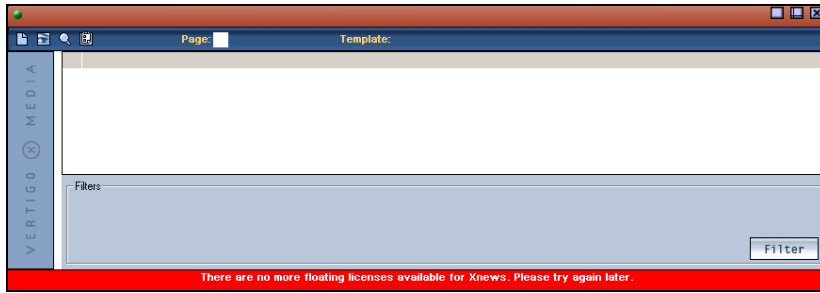 Page:
Template:
VERTIGO X MEDIA
Filters
Filter
There are no more floating licenses available for Xnews. Please try again later.